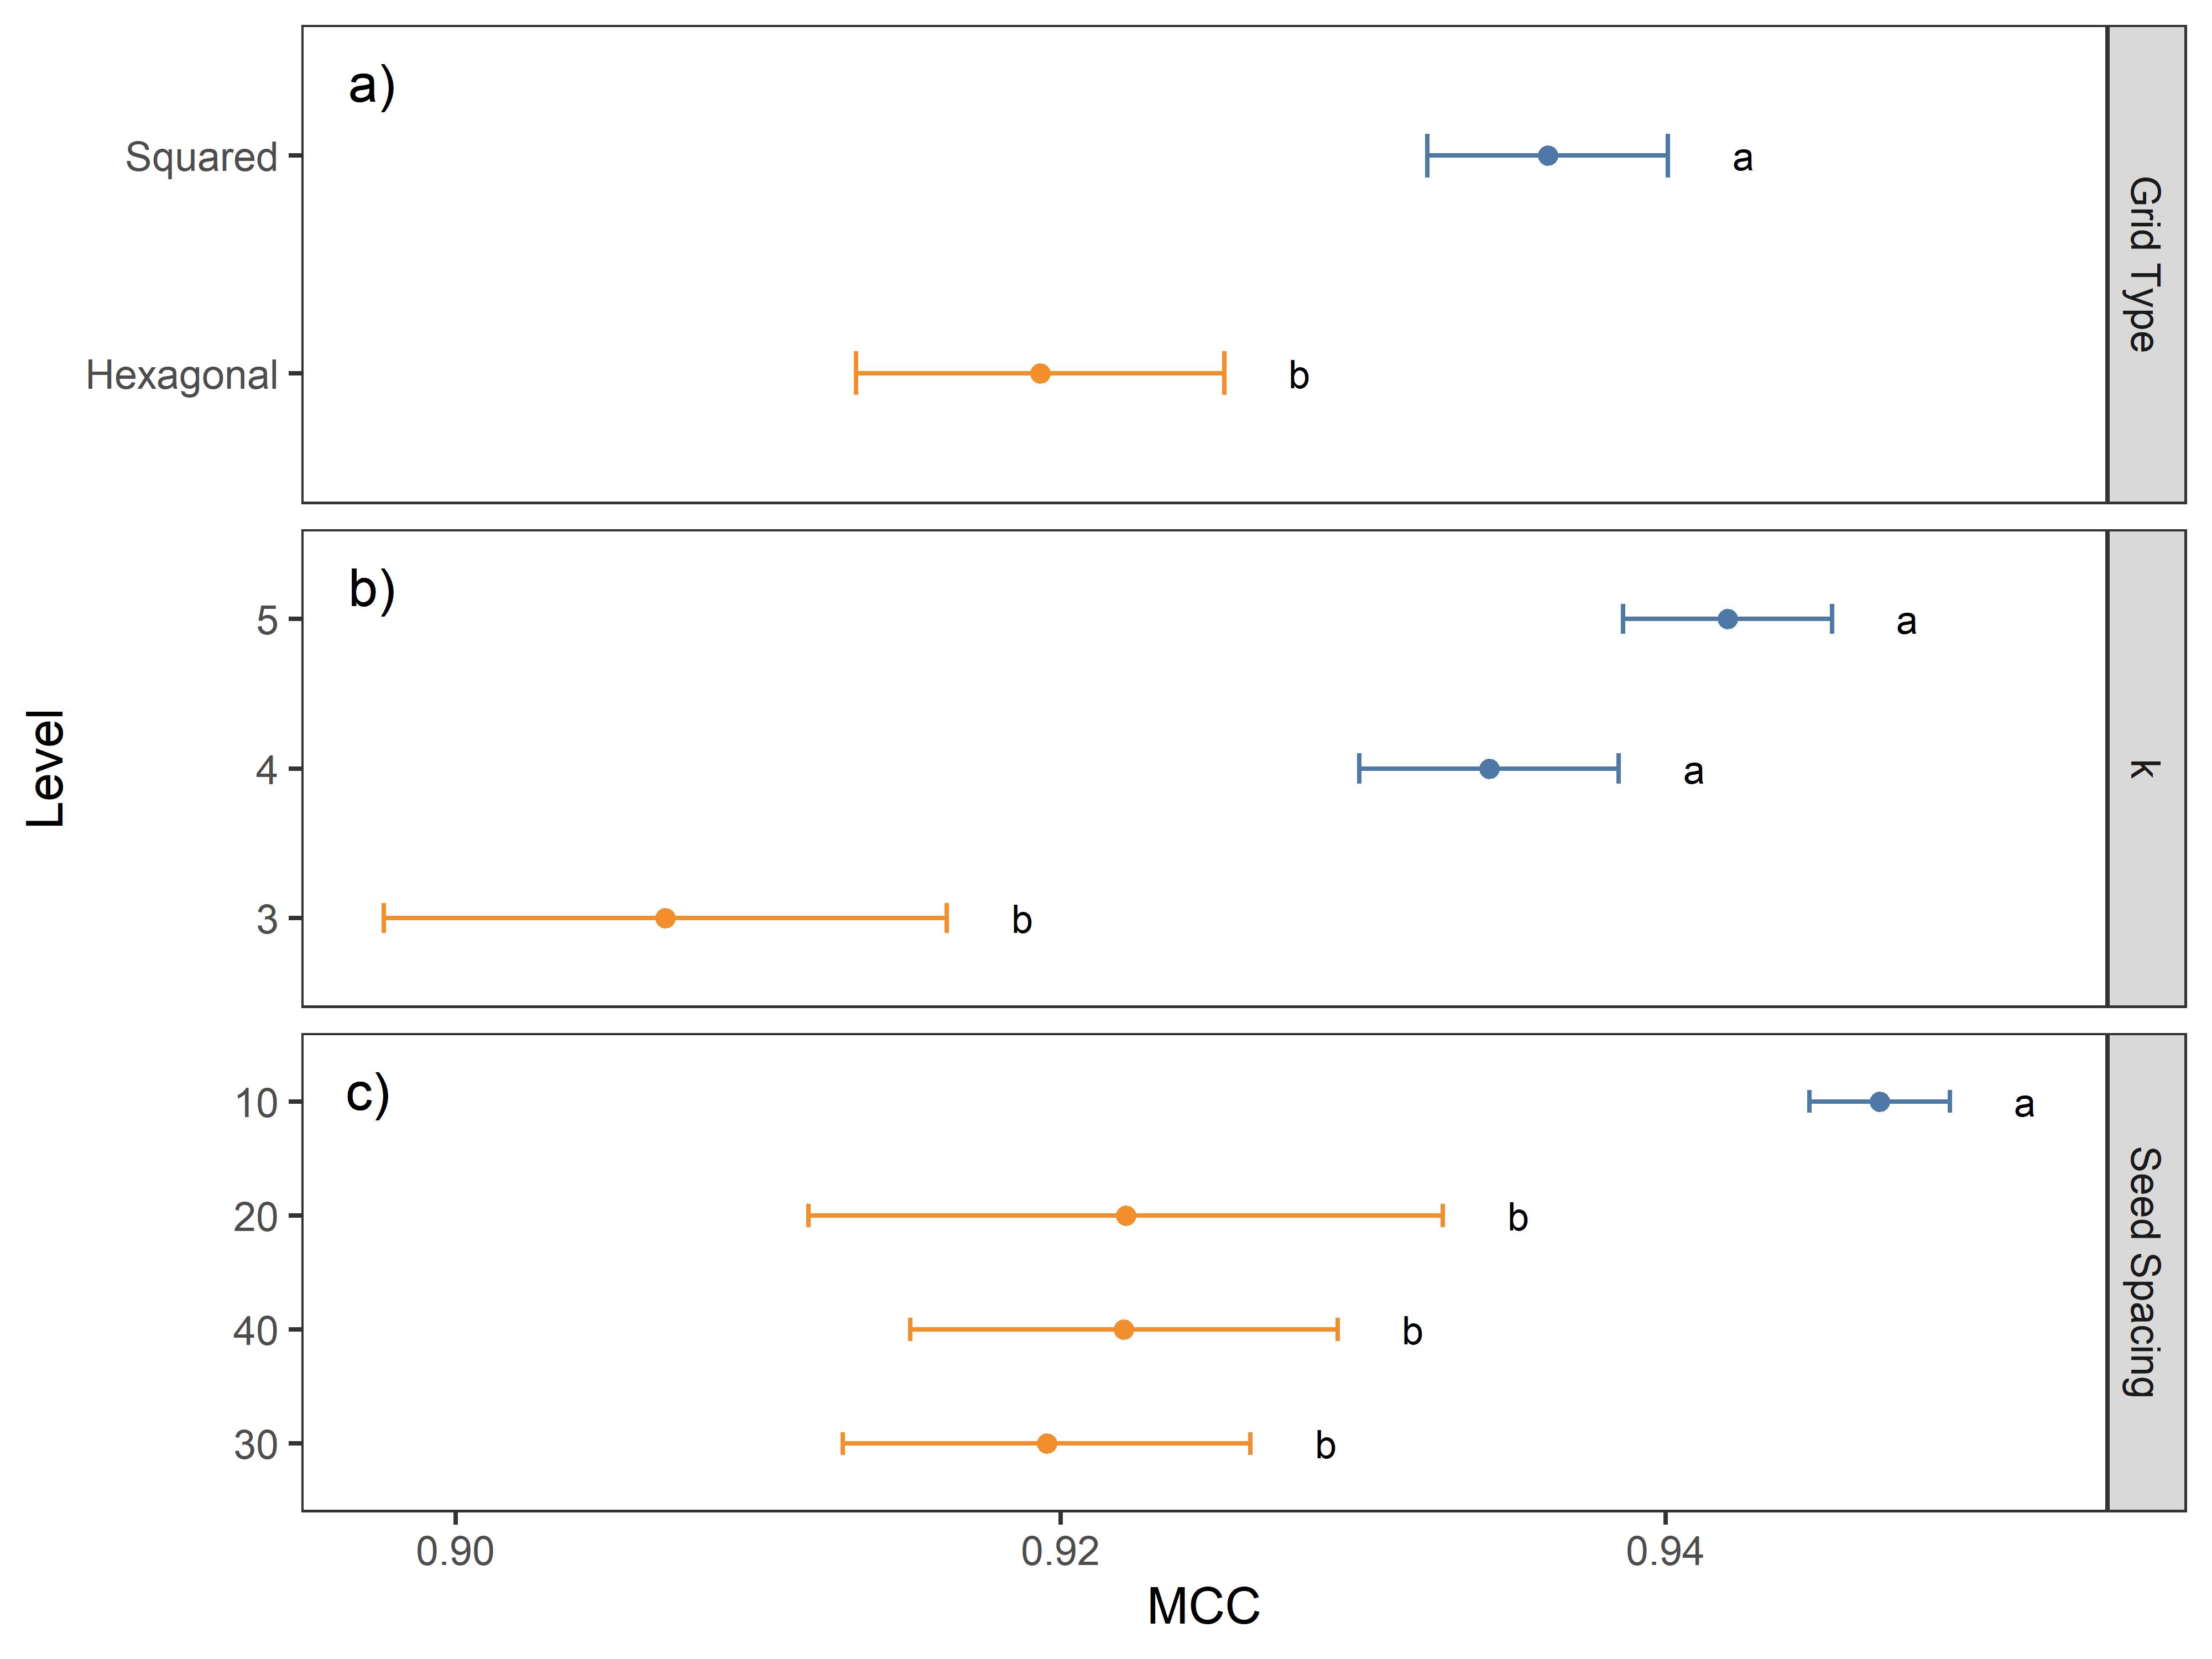 a)
Squared
a
Hexagonal
b
Grid Type
b)
5
a
4
a
3
b
k
Level
c)
10
a
20
b
40
b
30
b
Seed Spacing
0.90 0.92 0.94
MCC